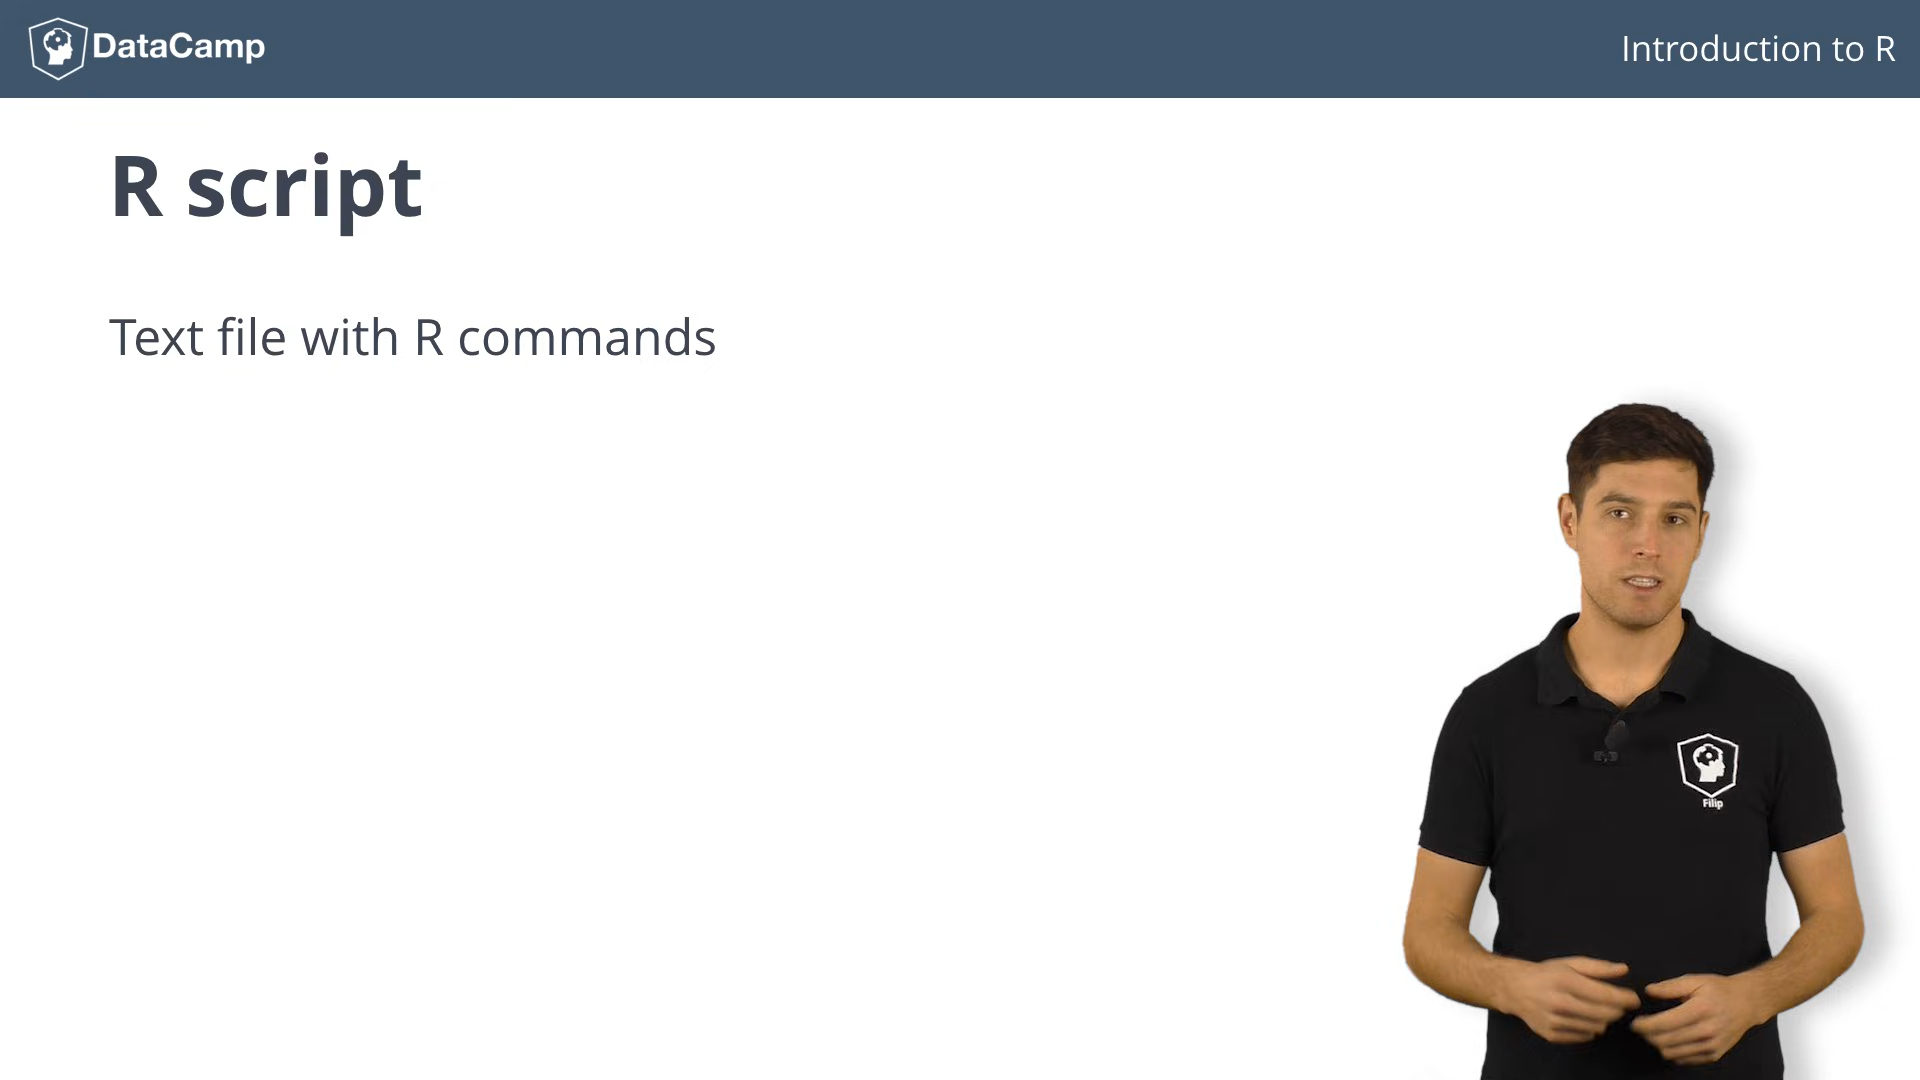 DataCamp
Introduction to R
R script
Text file with R commands
Filip